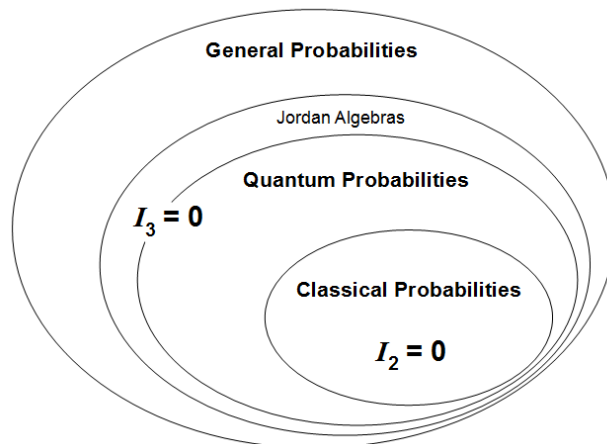 General Probabilities
Jordan Algebras
Quantum Probabilities
I₃ = 0
Classical Probabilities
I₂ = 0